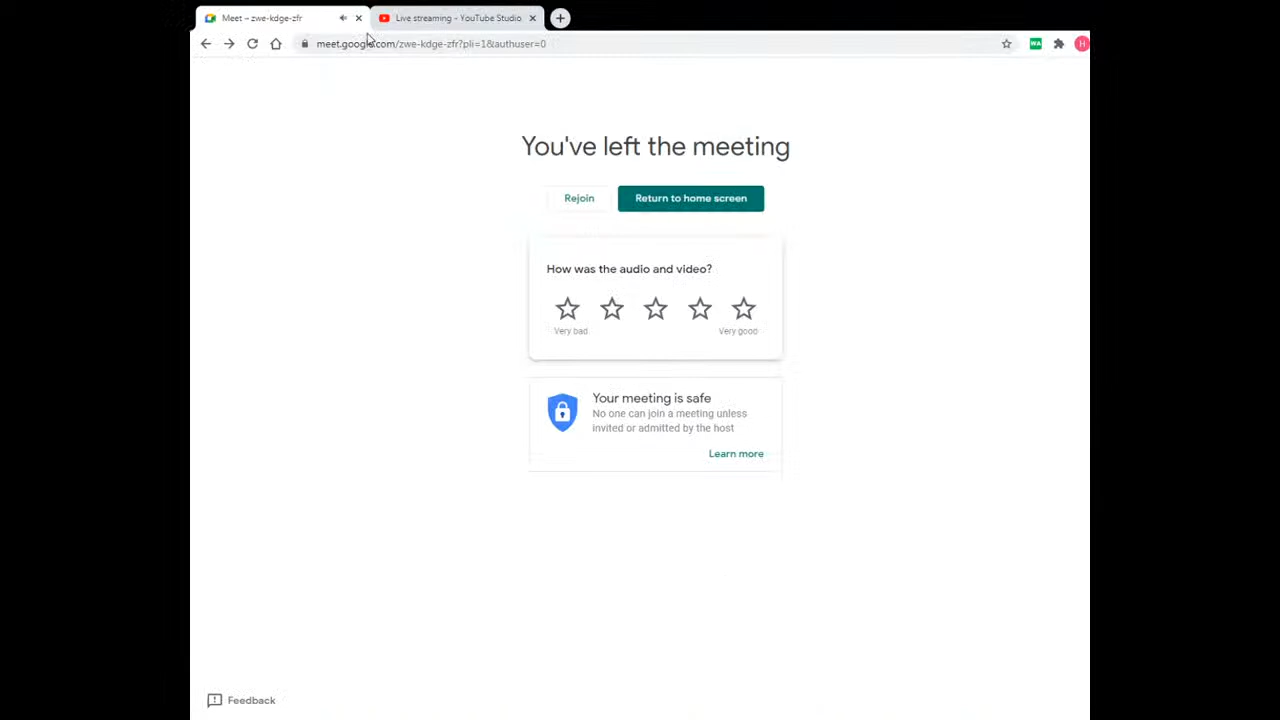 Meet – zwe-kdge-zfr
Live streaming - YouTube Studio
meet.google.com/zwe-kdge-zfr?pli=1&authuser=0
WA
H
You've left the meeting
Rejoin
Return to home screen
How was the audio and video?
Very bad
Very good
Your meeting is safe
No one can join a meeting unless
invited or admitted by the host
Learn more
Feedback